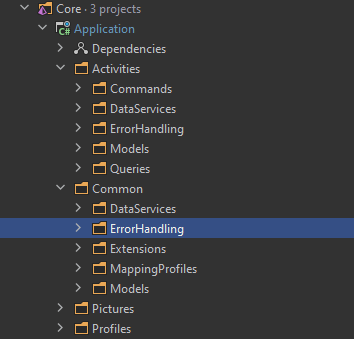 Core · 3 projects
C# Application
Dependencies
Activities
Commands
DataServices
ErrorHandling
Models
Queries
Common
DataServices
ErrorHandling
Extensions
MappingProfiles
Models
Pictures
Profiles